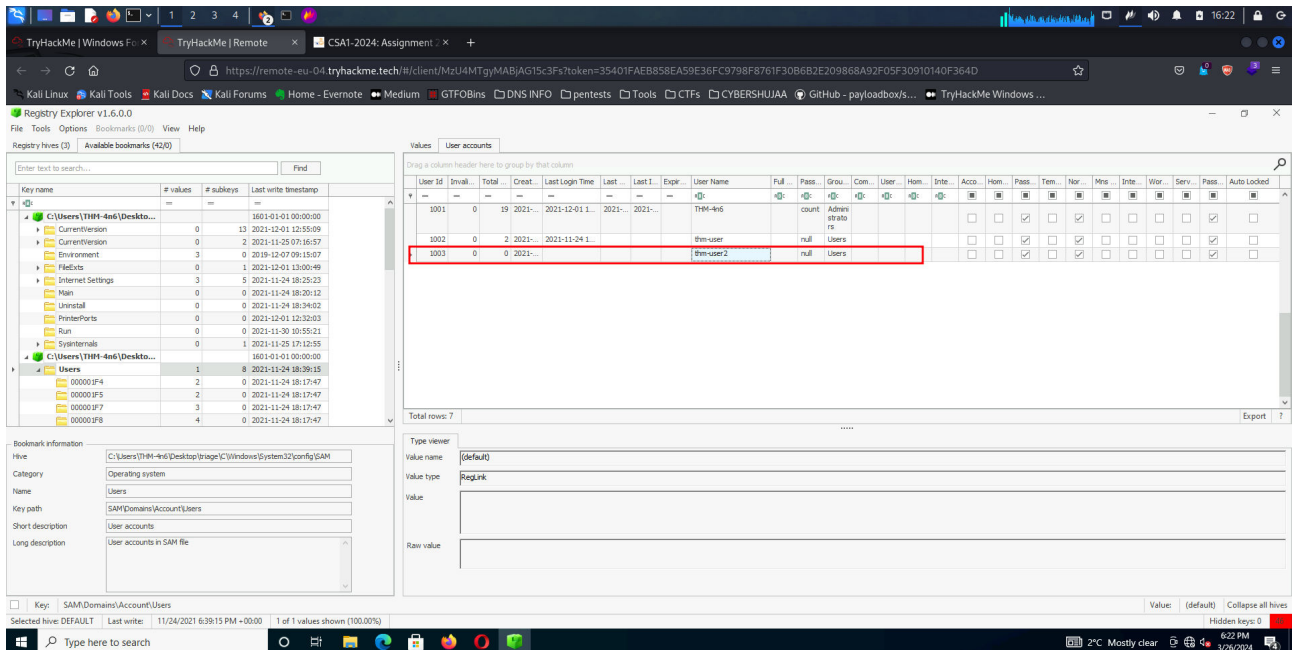 1 2 3 4 2 16:22
TryHackMe | Windows Fo × TryHackMe | Remote × CSA1-2024: Assignment 2 × +
https://remote-eu-04.tryhackme.tech/#/client/MzU4MTgyMABjAG15c3Fs?token=35401FAEB858EA59E36FC9798F8761F30B6B2E209868A92F05F30910140F364D
Kali Linux Kali Tools Kali Docs Kali Forums Home - Evernote Medium GTFOBins DNS INFO pentests Tools CTFs CYBERSHUJAA GitHub - payloadbox/s... TryHackMe Windows ...
Registry Explorer v1.6.0.0
File Tools Options Bookmarks (0/0) View Help
Registry hives (3) Available bookmarks (42/0) Values User accounts
Enter text to search... Find Drag a column header here to group by that column
Key name # values # subkeys Last write timestamp
C:\Users\THM-4n6\Deskto... 1601-01-01 00:00:00
CurrentVersion 0 13 2021-12-01 12:55:09
CurrentVersion 0 2 2021-11-25 07:16:57
Environment 3 0 2019-12-07 09:15:07
FileExts 0 1 2021-12-01 13:00:49
Internet Settings 3 5 2021-11-24 18:25:23
Main 0 0 2021-11-24 18:20:12
Uninstall 0 0 2021-11-24 18:34:02
PrinterPorts 0 0 2021-12-01 12:32:03
Run 0 0 2021-11-30 10:55:21
Sysinternals 0 1 2021-11-25 17:12:55
C:\Users\THM-4n6\Deskto... 1601-01-01 00:00:00
Users 1 8 2021-11-24 18:39:15
000001F4 2 0 2021-11-24 18:17:47
000001F5 2 0 2021-11-24 18:17:47
000001F7 3 0 2021-11-24 18:17:47
000001F8 4 0 2021-11-24 18:17:47
User Id Invali... Total ... Creat... Last Login Time Last ... Last I... Expir... User Name Full ... Pass... Grou... Com... User... Hom... Inte... Acco... Hom... Pass... Tem... Nor... Mns ... Inte... Wor... Serv... Pass... Auto Locked
1001 0 19 2021-... 2021-12-01 1... 2021-... 2021-... THM-4n6 count Admini
strato
rs
1002 0 2 2021-... 2021-11-24 1... thm-user null Users
1003 0 0 2021-... thm-user2 null Users
Total rows: 7 Export ?
Bookmark information
Hive C:\Users\THM-4n6\Desktop\triage\C\Windows\System32\config\SAM
Category Operating system
Name Users
Key path SAM\Domains\Account\Users
Short description User accounts
Long description User accounts in SAM file
Type viewer
Value name (default)
Value type RegLink
Value
Raw value
Key: SAM\Domains\Account\Users Value: (default) Collapse all hives
Selected hive: DEFAULT Last write: 11/24/2021 6:39:15 PM +00:00 1 of 1 values shown (100.00%) Hidden keys: 0
Type here to search 2°C Mostly clear 6:22 PM
3/26/2024